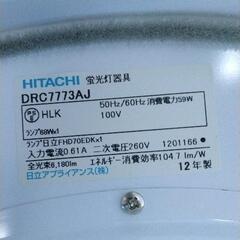 HITACHI 蛍光灯器具
DRC7773AJ
HLK 50Hz/60Hz 消費電力59W
100V
ランプ68W×1
ランプ日立FHD70EDK×1
入力電流0.61A 二次電圧260V 1201166
全光束6,180lm エネルギー消費効率104.7 lm/W
日立アプライアンス(株) 12年製